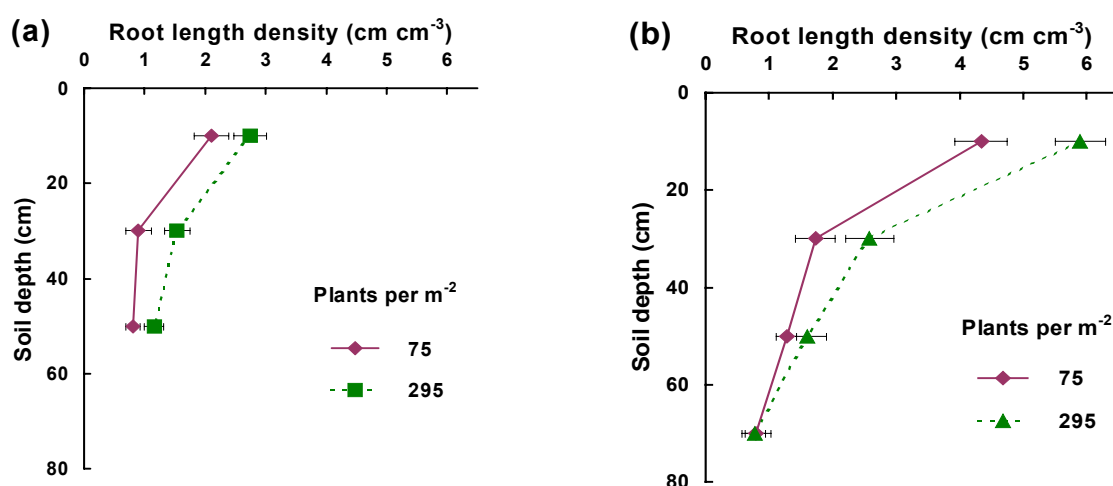 (a)
Root length density (cm cm⁻³)
0 1 2 3 4 5 6
0
20
40
60
80
Soil depth (cm)
Plants per m⁻²
75
295
(b)
Root length density (cm cm⁻³)
0 1 2 3 4 5 6
0
20
40
60
80
Soil depth (cm)
Plants per m⁻²
75
295